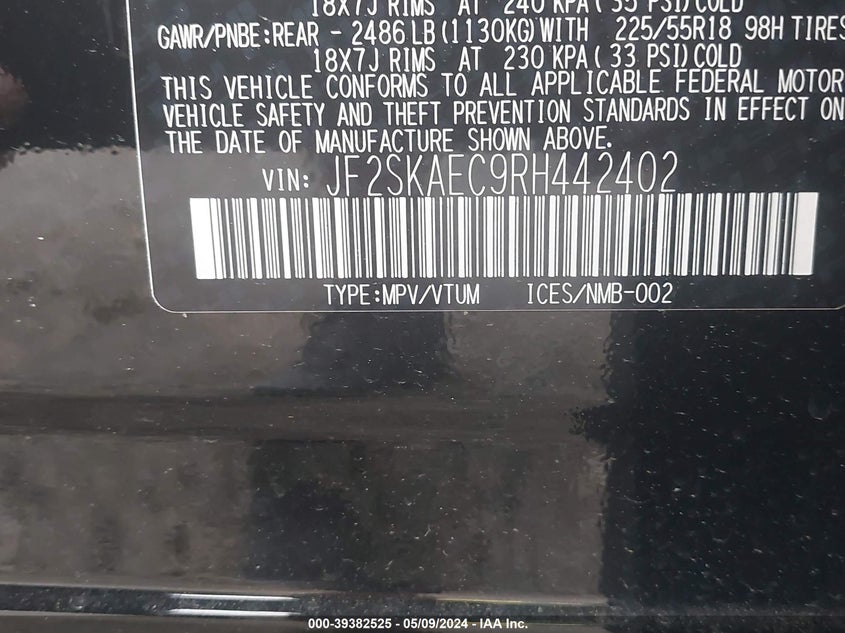 18X7J RIMS AT 240 KPA( 35 PSI)COLD
GAWR/PNBE:REAR - 2486 LB(1130KG)WITH 225/55R18 98H TIRES
18X7J RIMS AT 230 KPA( 33 PSI)COLD
THIS VEHICLE CONFORMS TO ALL APPLICABLE FEDERAL MOTOR
VEHICLE SAFETY AND THEFT PREVENTION STANDARDS IN EFFECT ON
THE DATE OF MANUFACTURE SHOWN ABOVE.
VIN: JF2SKAEC9RH442402
TYPE:MPV/VTUM ICES/NMB-002
000-39382525 - 05/09/2024 - IAA Inc.